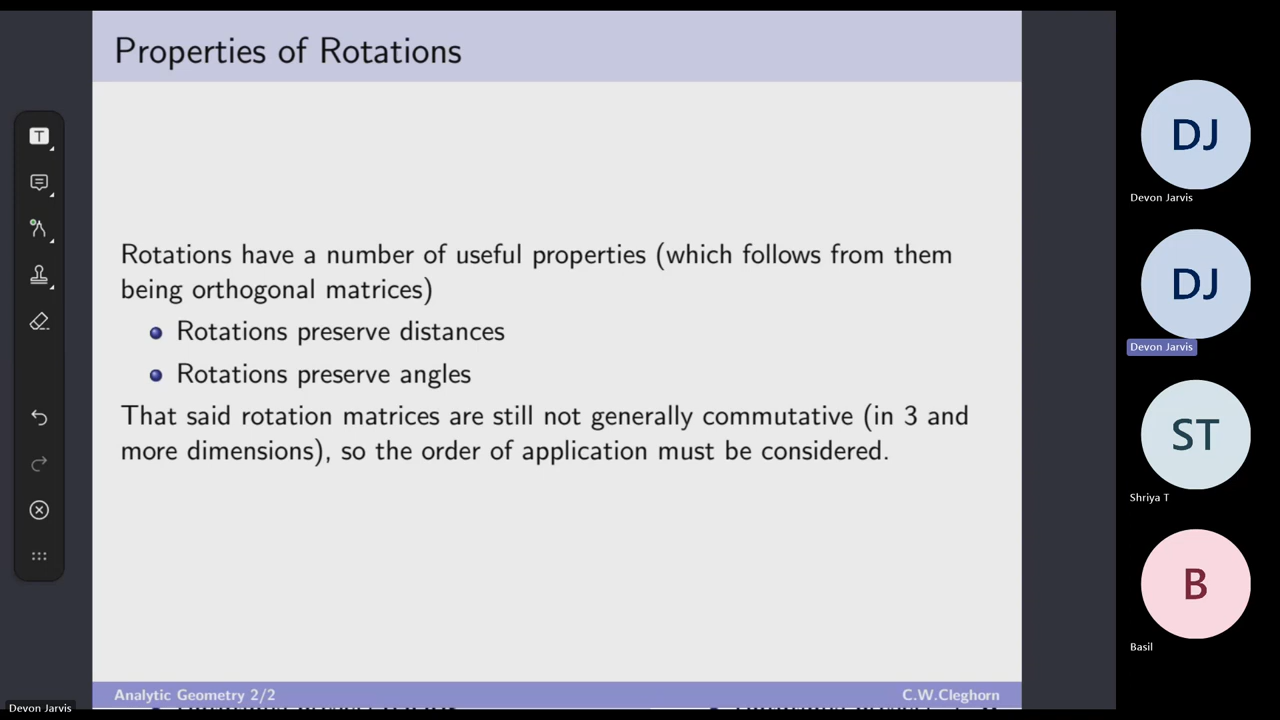 Properties of Rotations
Rotations have a number of useful properties (which follows from them
being orthogonal matrices)
Rotations preserve distances
Rotations preserve angles
That said rotation matrices are still not generally commutative (in 3 and
more dimensions), so the order of application must be considered.
Analytic Geometry 2/2
C.W.Cleghorn
Devon Jarvis
T
DJ
Devon Jarvis
DJ
Devon Jarvis
ST
Shriya T
B
Basil